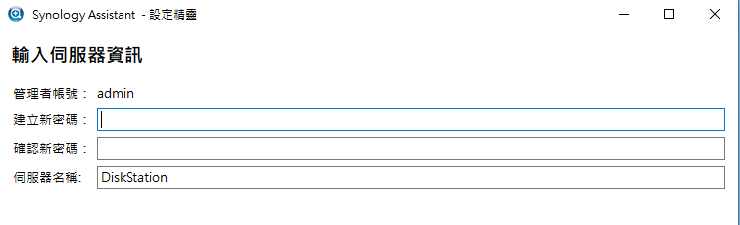 Synology Assistant - 設定精靈
輸入伺服器資訊
管理者帳號： admin
建立新密碼：
確認新密碼：
伺服器名稱: DiskStation